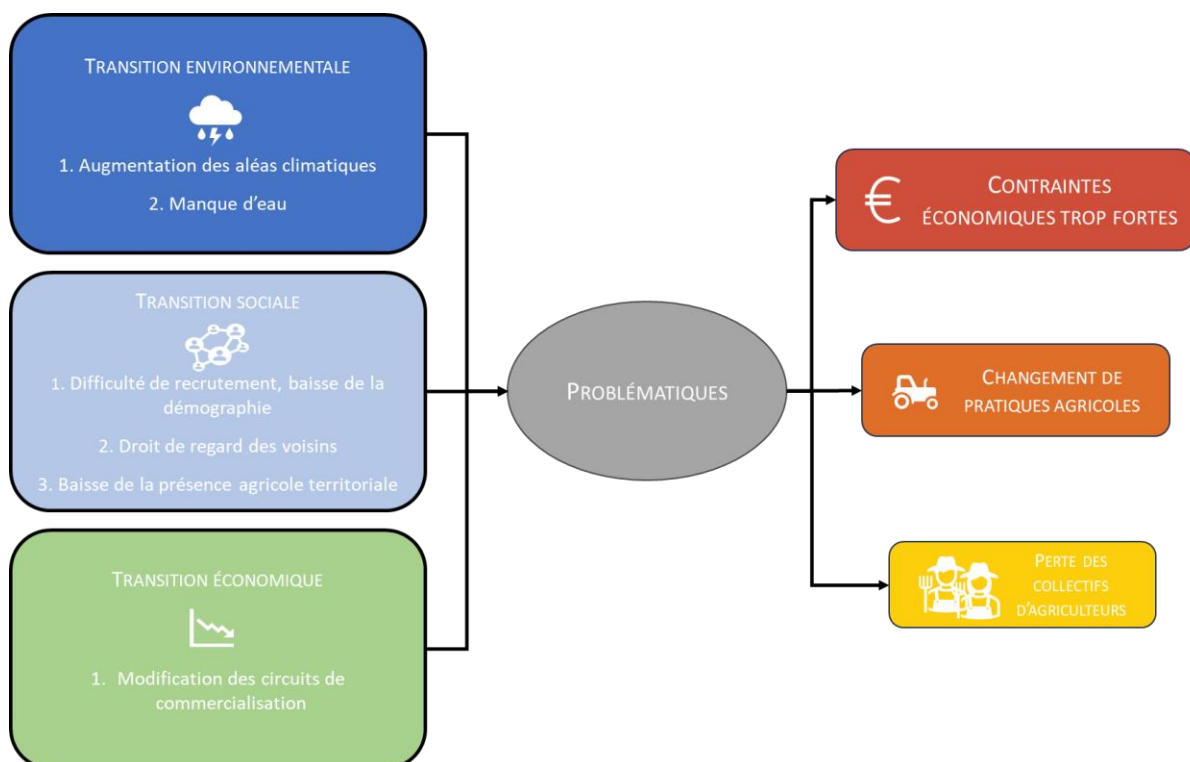 TRANSITION ENVIRONNEMENTALE
1. Augmentation des aléas climatiques
2. Manque d'eau
TRANSITION SOCIALE
1. Difficulté de recrutement, baisse de la
démographie
2. Droit de regard des voisins
3. Baisse de la présence agricole territoriale
TRANSITION ÉCONOMIQUE
1. Modification des circuits de
commercialisation
PROBLÉMATIQUES
€
CONTRAINTES
ÉCONOMIQUES TROP FORTES
CHANGEMENT DE
PRATIQUES AGRICOLES
PERTE DES
COLLECTIFS
D'AGRICULTEURS